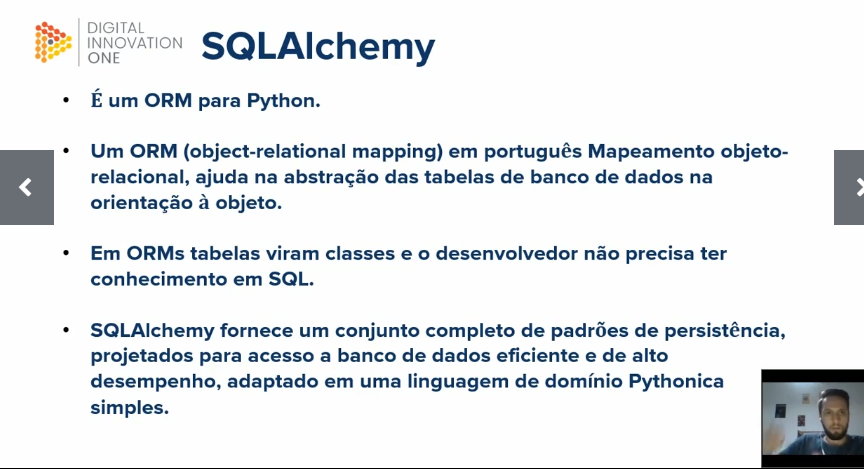 DIGITAL
INNOVATION
ONE
SQLAlchemy
• É um ORM para Python.
• Um ORM (object-relational mapping) em português Mapeamento objeto-
relacional, ajuda na abstração das tabelas de banco de dados na
orientação à objeto.
• Em ORMs tabelas viram classes e o desenvolvedor não precisa ter
conhecimento em SQL.
• SQLAlchemy fornece um conjunto completo de padrões de persistência,
projetados para acesso a banco de dados eficiente e de alto
desempenho, adaptado em uma linguagem de domínio Pythonica
simples.